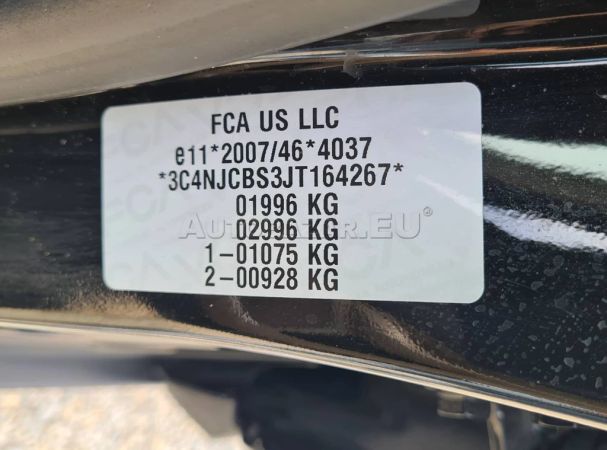 FCA US LLC
e11*2007/46*4037
*3C4NJCBS3JT164267*
01996 KG
02996 KG
1-01075 KG
2-00928 KG